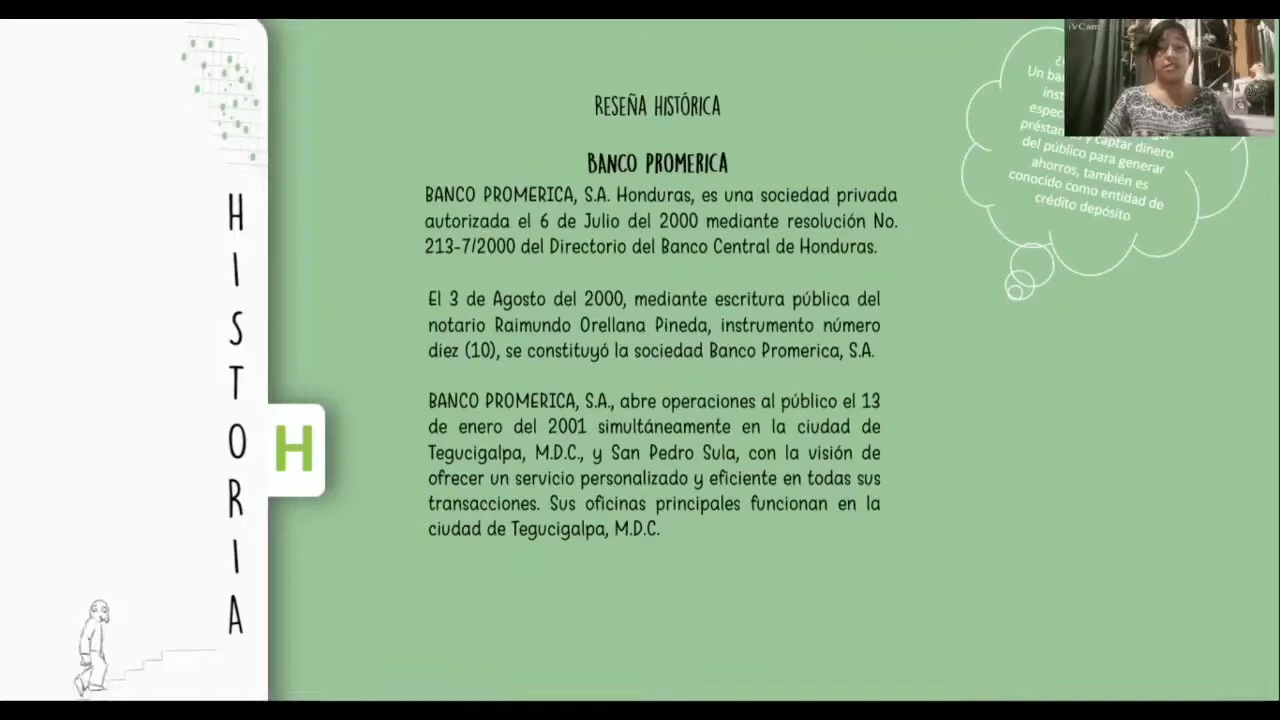 RESEÑA HISTÓRICA
BANCO PROMERICA
BANCO PROMERICA, S.A. Honduras, es una sociedad privada
autorizada el 6 de Julio del 2000 mediante resolución No.
213-7/2000 del Directorio del Banco Central de Honduras.
El 3 de Agosto del 2000, mediante escritura pública del
notario Raimundo Orellana Pineda, instrumento número
diez (10), se constituyó la sociedad Banco Promerica, S.A.
BANCO PROMERICA, S.A., abre operaciones al público el 13
de enero del 2001 simultáneamente en la ciudad de
Tegucigalpa, M.D.C., y San Pedro Sula, con la visión de
ofrecer un servicio personalizado y eficiente en todas sus
transacciones. Sus oficinas principales funcionan en la
ciudad de Tegucigalpa, M.D.C.
HISTORIA
H
iVCam
Un
y captar dinero
del público para generar
ahorros, también es
conocido como entidad de
crédito depósito